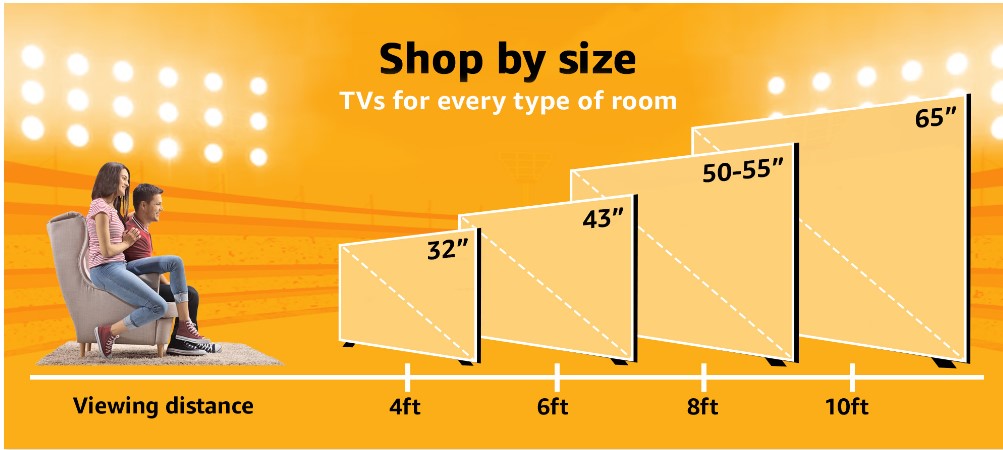 Shop by size
TVs for every type of room
65”
50-55”
43”
32”
Viewing distance
4ft
6ft
8ft
10ft